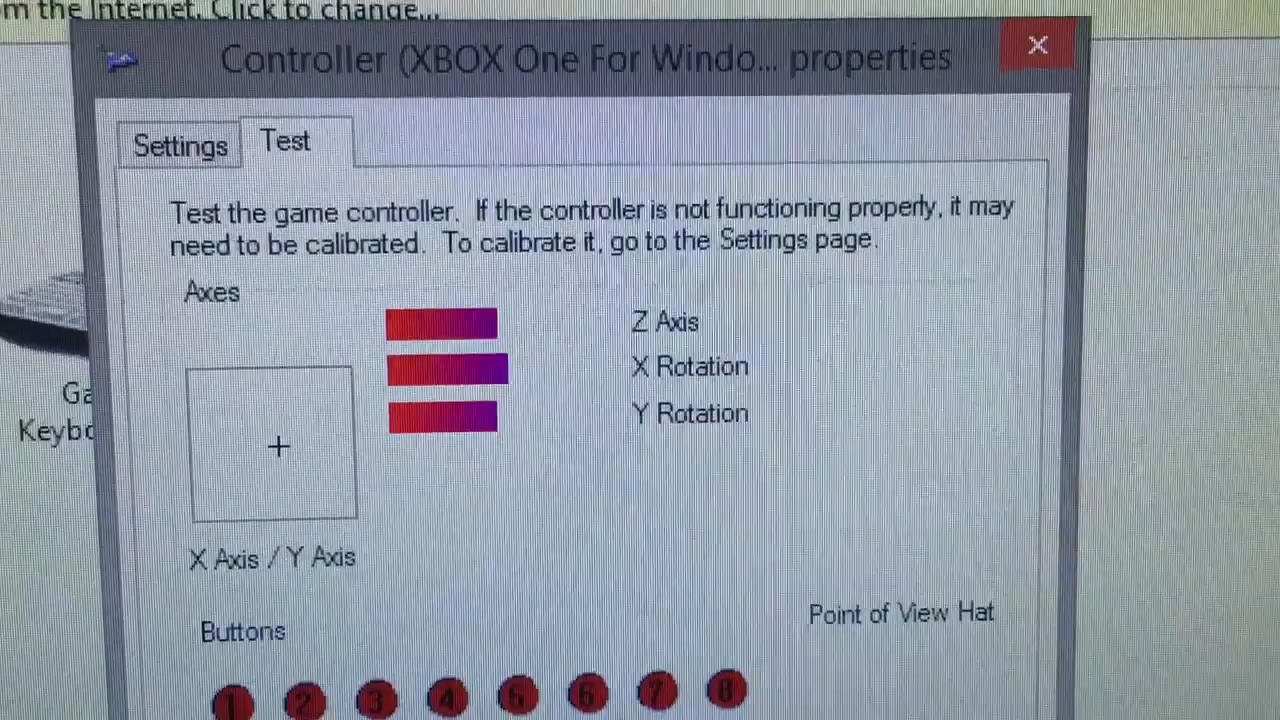 m the Internet. Click to change...
Controller (XBOX One For Windo... properties
X
Settings
Test
Test the game controller. If the controller is not functioning properly, it may
need to be calibrated. To calibrate it, go to the Settings page.
Axes
Z Axis
X Rotation
Y Rotation
Ga
Keybo
X Axis / Y Axis
Point of View Hat
Buttons
1 2 3 4 5 6 7 8